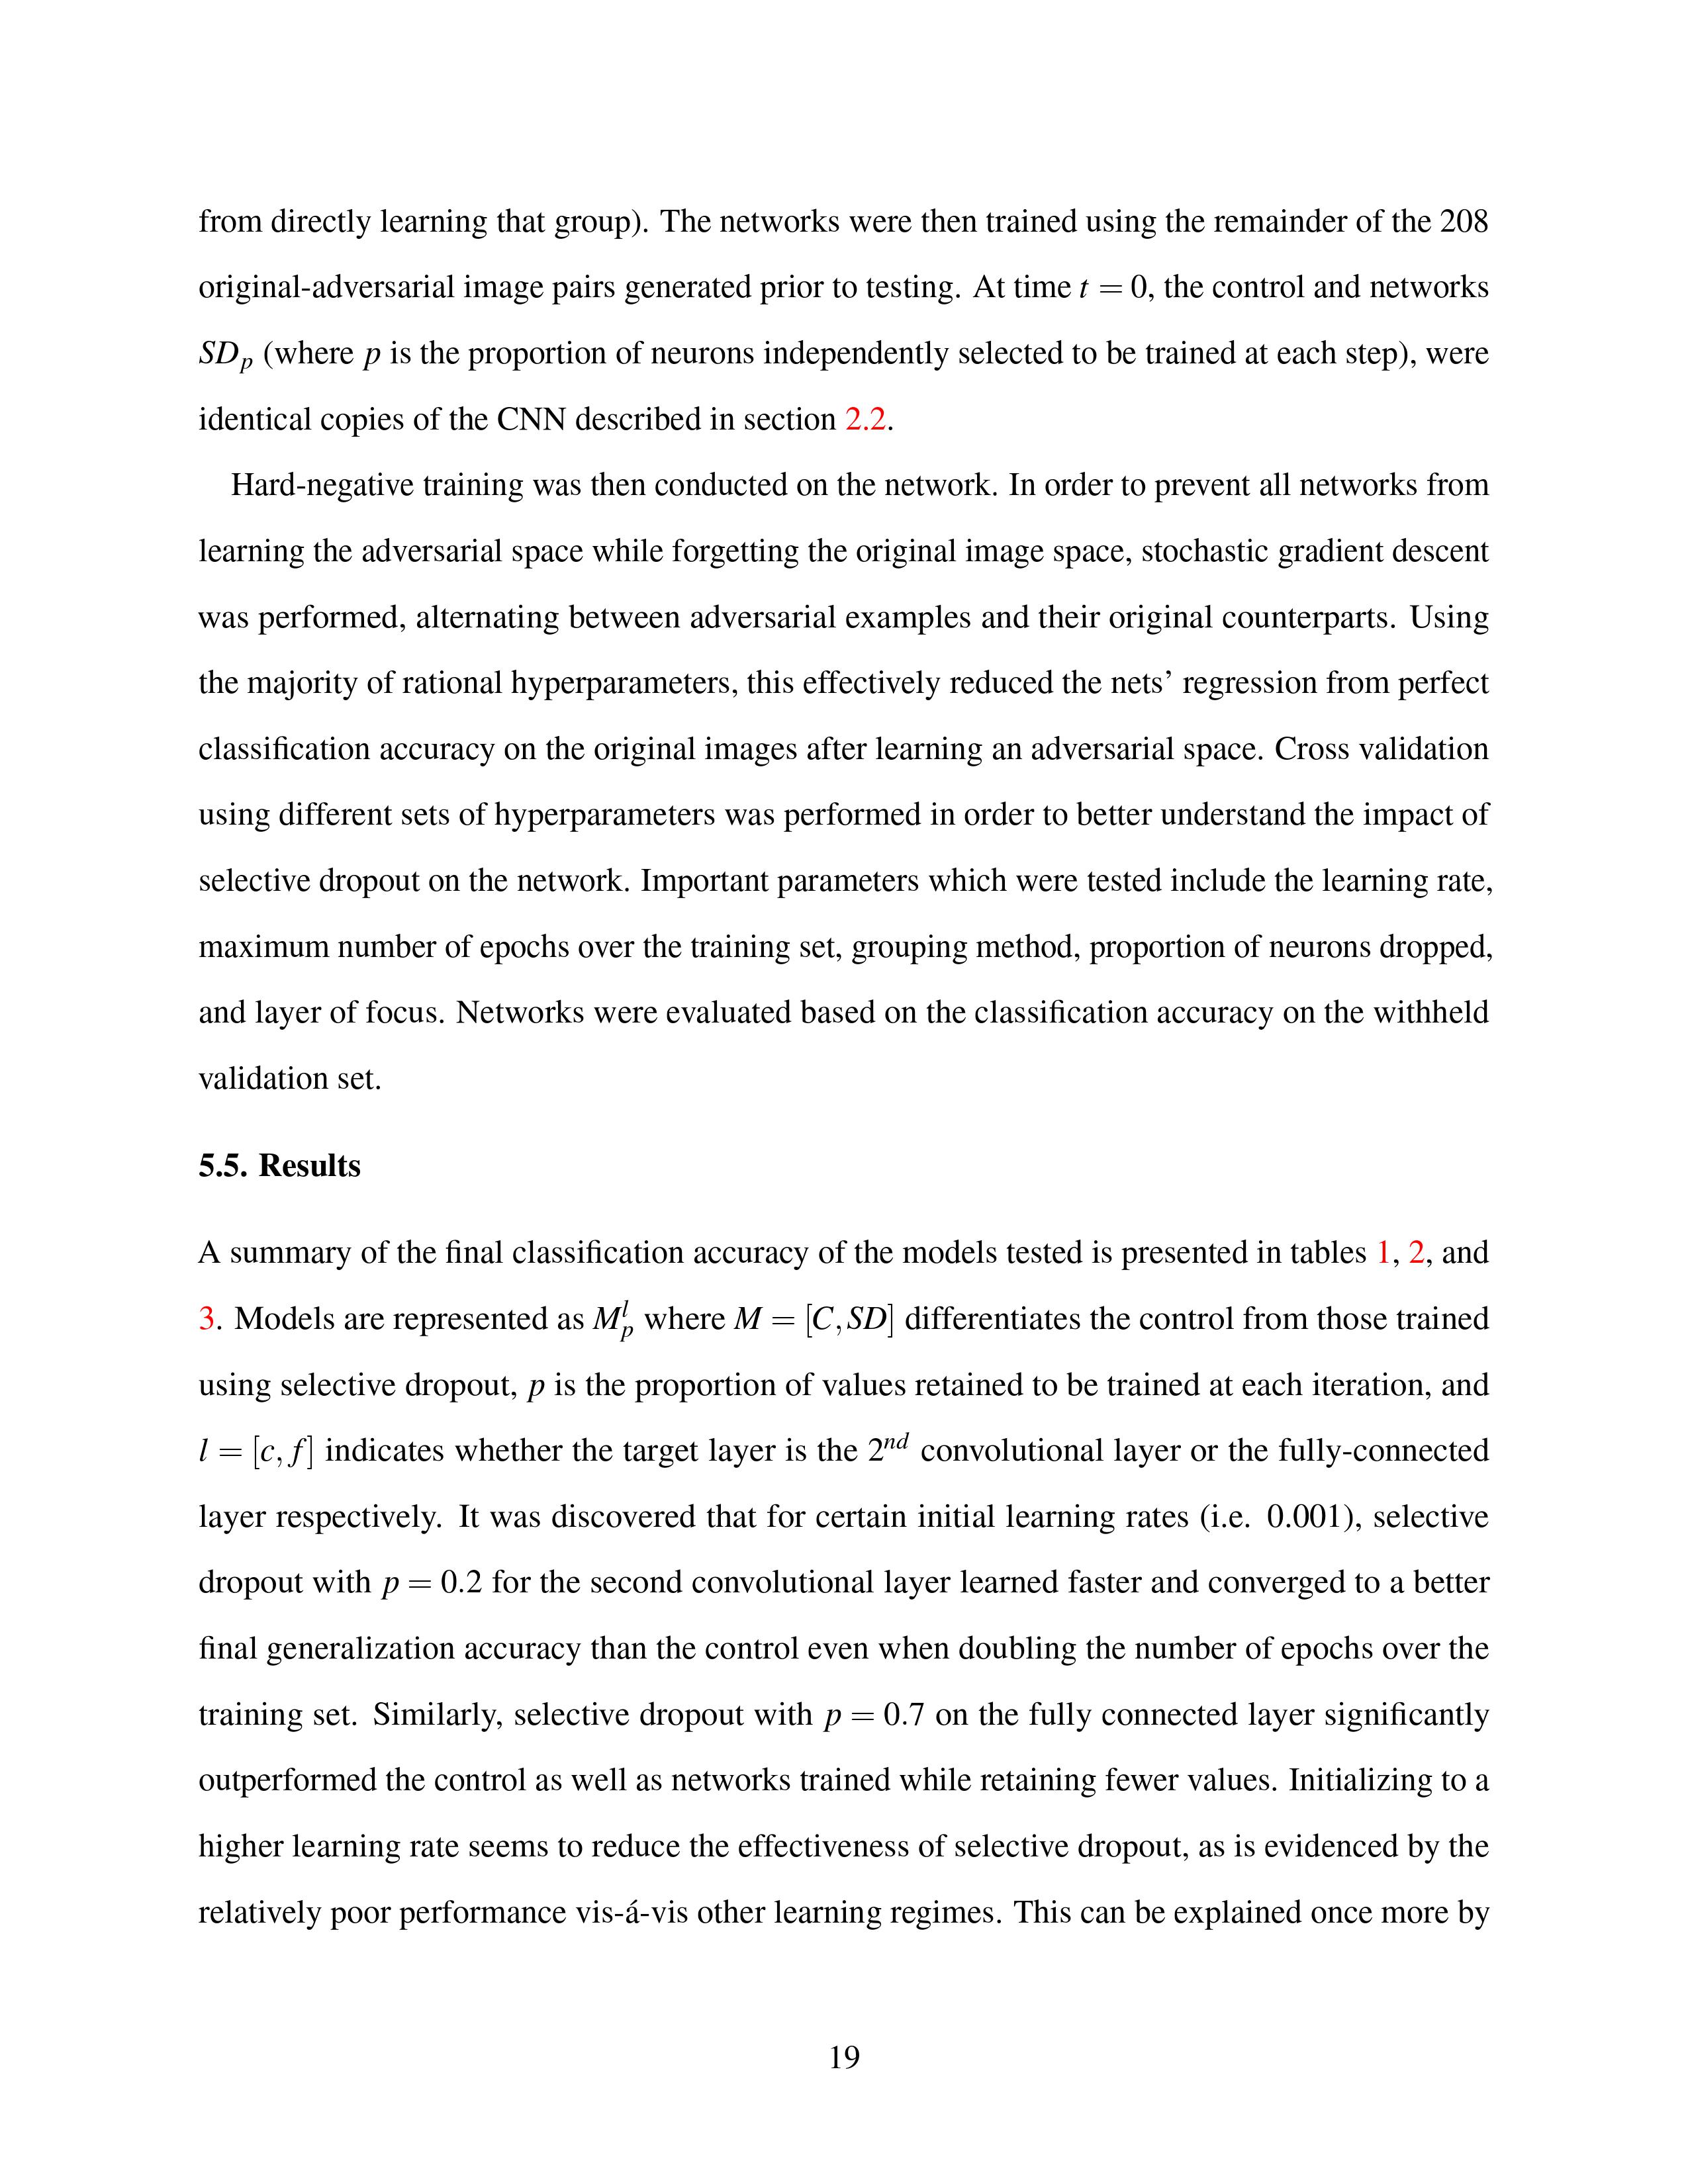 from directly learning that group). The networks were then trained using the remainder of the 208
original-adversarial image pairs generated prior to testing. At time t = 0, the control and networks
SD_p (where p is the proportion of neurons independently selected to be trained at each step), were
identical copies of the CNN described in section 2.2.
Hard-negative training was then conducted on the network. In order to prevent all networks from
learning the adversarial space while forgetting the original image space, stochastic gradient descent
was performed, alternating between adversarial examples and their original counterparts. Using
the majority of rational hyperparameters, this effectively reduced the nets’ regression from perfect
classification accuracy on the original images after learning an adversarial space. Cross validation
using different sets of hyperparameters was performed in order to better understand the impact of
selective dropout on the network. Important parameters which were tested include the learning rate,
maximum number of epochs over the training set, grouping method, proportion of neurons dropped,
and layer of focus. Networks were evaluated based on the classification accuracy on the withheld
validation set.
5.5. Results
A summary of the final classification accuracy of the models tested is presented in tables 1, 2, and
3. Models are represented as M_p^l where M = [C, SD] differentiates the control from those trained
using selective dropout, p is the proportion of values retained to be trained at each iteration, and
l = [c, f] indicates whether the target layer is the 2^nd convolutional layer or the fully-connected
layer respectively. It was discovered that for certain initial learning rates (i.e. 0.001), selective
dropout with p = 0.2 for the second convolutional layer learned faster and converged to a better
final generalization accuracy than the control even when doubling the number of epochs over the
training set. Similarly, selective dropout with p = 0.7 on the fully connected layer significantly
outperformed the control as well as networks trained while retaining fewer values. Initializing to a
higher learning rate seems to reduce the effectiveness of selective dropout, as is evidenced by the
relatively poor performance vis-á-vis other learning regimes. This can be explained once more by
19